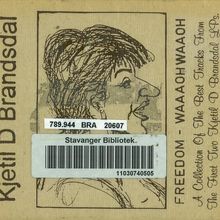 Kjetil D Brandsdal
789.944 BRA 20607
Stavanger Bibliotek.
11030740505
FREEDOM - WAAAOHWAAOH
A Collection Of The Best Tracks From
The First Two Kjetil D Brandsdal LPs